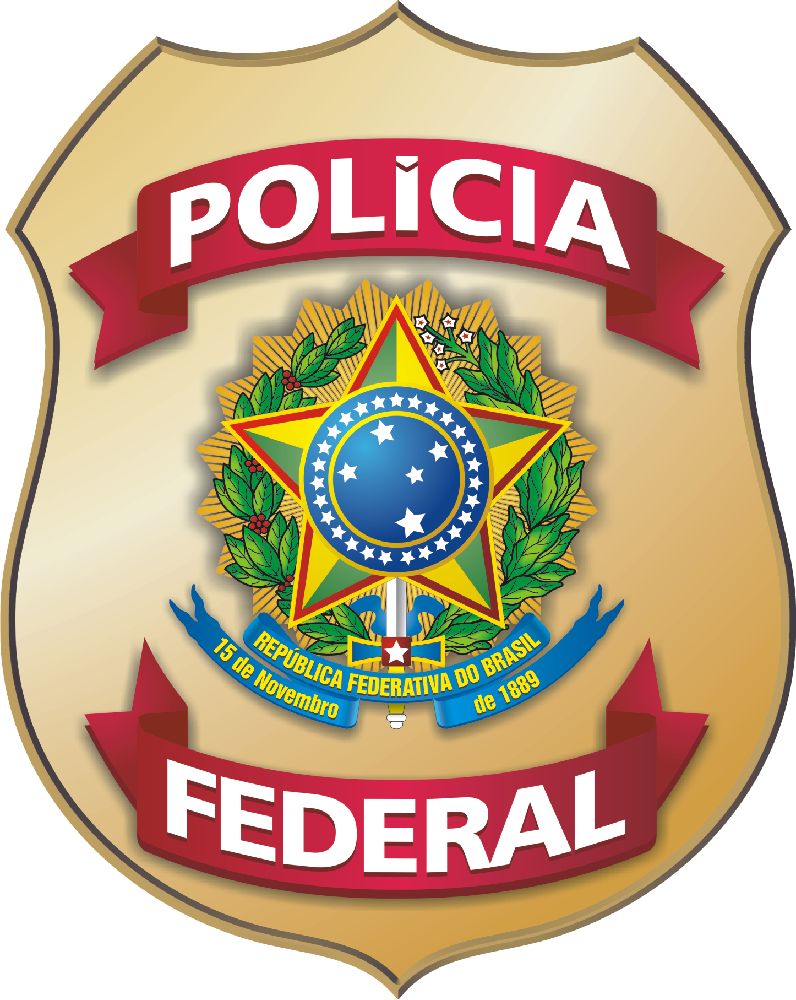 POLÍCIA
REPÚBLICA FEDERATIVA DO BRASIL
15 de Novembro
de 1889
FEDERAL